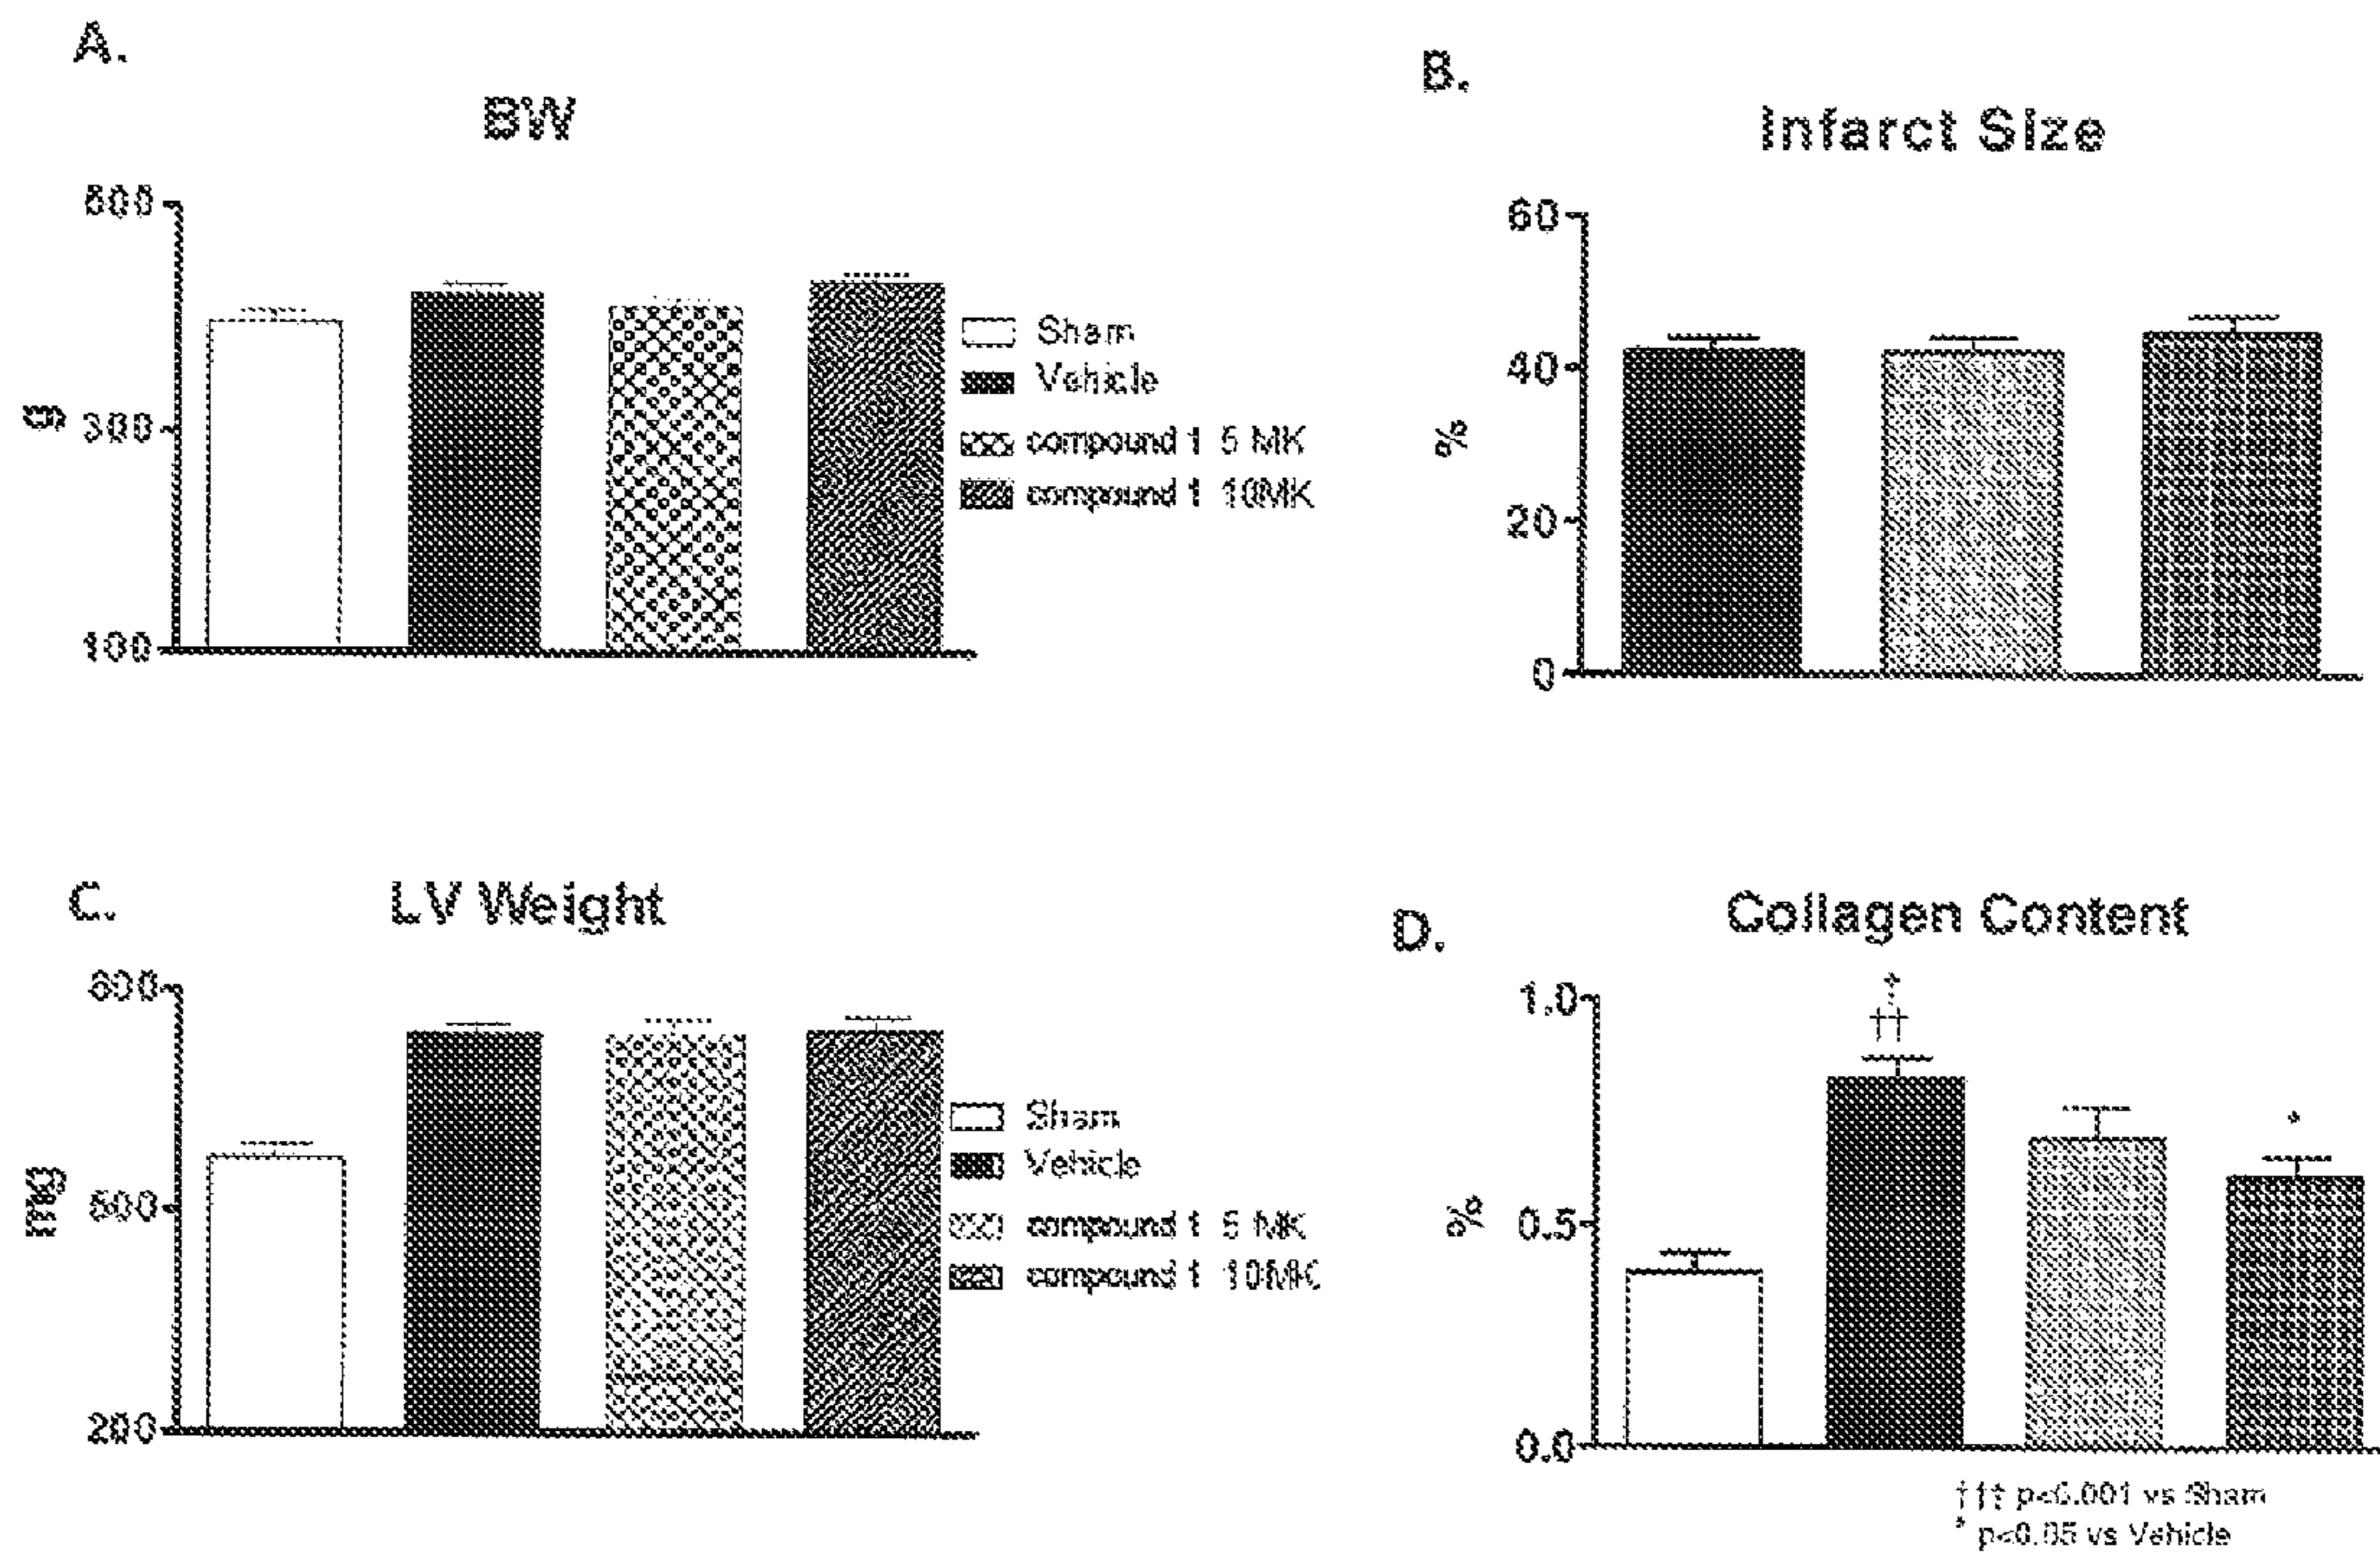 A.
BW
500
g
300
100
Sham
Vehicle
compound 1 5 MK
compound 1 10MK
B.
Infarct Size
60
40
%
20
0
C.
LV Weight
800
mg
500
200
Sham
Vehicle
compound 1 5 MK
compound 1 10MK
D.
Collagen Content
1.0
†
††
*
%
0.5
0.0
††† p<0.001 vs Sham
* p<0.05 vs Vehicle